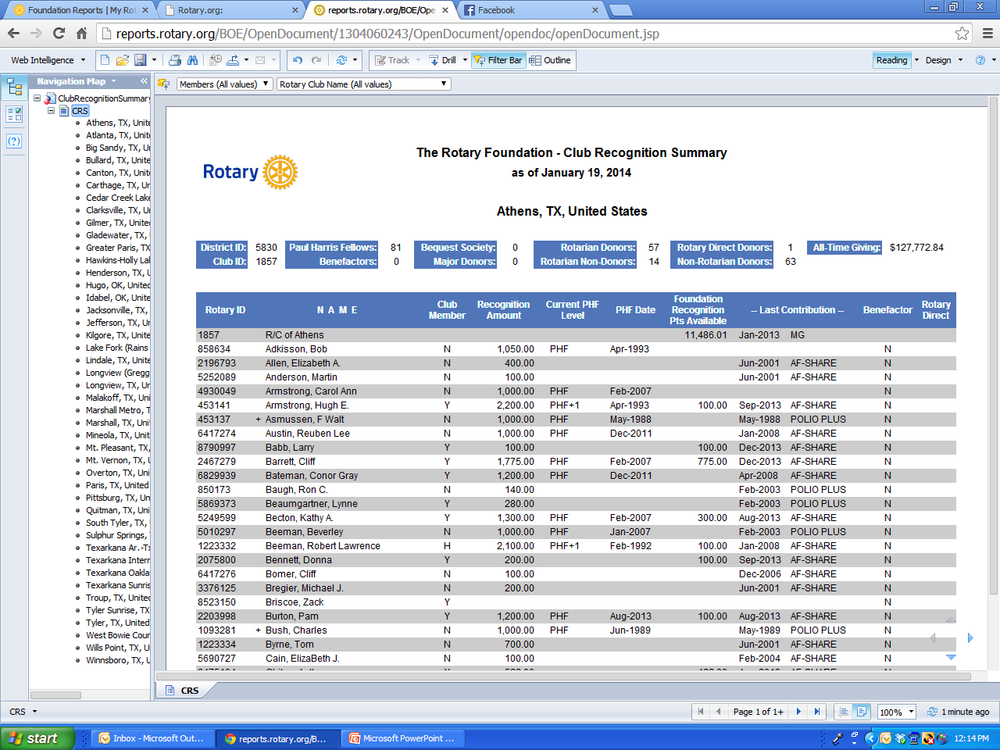 Foundation Reports | My Rot
Rotary.org:
reports.rotary.org/BOE/Ope
Facebook
reports.rotary.org/BOE/OpenDocument/1304060243/OpenDocument/opendoc/openDocument.jsp
Web Intelligence Track Drill Filter Bar Outline Reading Design
Navigation Map
Members (All values) Rotary Club Name (All values)
ClubRecognitionSummary
CRS
Athens, TX, Unite
Atlanta, TX, Unite
Big Sandy, TX, Un
Bullard, TX, Unite
Canton, TX, Unite
Carthage, TX, Uni
Cedar Creek Lake
Clarksville, TX, Ur
Gilmer, TX, United
Gladewater, TX,
Greater Paris, TX
Hawkins-Holly Lal
Henderson, TX, U
Hugo, OK, United
Idabel, OK, Unite
Jacksonville, TX,
Jefferson, TX, Ur
Kilgore, TX, Unite
Lake Fork (Rains
Lindale, TX, Unite
Longview (Gregg
Longview, TX, Ur
Malakoff, TX, Uni
Marshall Metro, T
Marshall, TX, Uni
Mineola, TX, Unit
Mt. Pleasant, TX,
Mt. Vernon, TX, U
Overton, TX, Uni
Paris, TX, United
Pittsburg, TX, Un
Quitman, TX, Uni
South Tyler, TX,
Sulphur Springs,
Texarkana Ar.-Tx
Texarkana Intern
Texarkana Oakla
Texarkana Sunris
Troup, TX, Unite
Tyler Sunrise, TX
Tyler, TX, United
West Bowie Cour
Wills Point, TX, U
Winnsboro, TX, U
Rotary
The Rotary Foundation - Club Recognition Summary
as of January 19, 2014
Athens, TX, United States
District ID: 5830 Paul Harris Fellows: 81 Bequest Society: 0 Rotarian Donors: 57 Rotary Direct Donors: 1 All-Time Giving: $127,772.84
Club ID: 1857 Benefactors: 0 Major Donors: 0 Rotarian Non-Donors: 14 Non-Rotarian Donors: 63
Rotary ID N A M E Club Member Recognition Amount Current PHF Level PHF Date Foundation Recognition Pts Available -- Last Contribution -- Benefactor Rotary Direct
1857 R/C of Athens 11,486.01 Jan-2013 MG
858634 Adkisson, Bob N 1,050.00 PHF Apr-1993 N
2196793 Allen, Elizabeth A. N 400.00 Jun-2001 AF-SHARE N
5252089 Anderson, Martin N 100.00 Jun-2001 AF-SHARE N
4930049 Armstrong, Carol Ann N 1,000.00 PHF Feb-2007 N
453141 Armstrong, Hugh E. Y 2,200.00 PHF+1 Apr-1993 100.00 Sep-2013 AF-SHARE N
453137 + Asmussen, F Walt N 1,000.00 PHF May-1988 May-1988 POLIO PLUS N
6417274 Austin, Reuben Lee N 1,000.00 PHF Dec-2011 Jan-2008 AF-SHARE N
8790997 Babb, Larry Y 100.00 100.00 Dec-2013 AF-SHARE N
2467279 Barrett, Cliff Y 1,775.00 PHF Feb-2007 775.00 Dec-2013 AF-SHARE N
6829939 Bateman, Conor Gray Y 1,200.00 PHF Dec-2011 Apr-2008 AF-SHARE N
850173 Baugh, Ron C. N 140.00 Feb-2003 POLIO PLUS N
5869373 Beaumgartner, Lynne Y 280.00 Feb-2003 POLIO PLUS N
5249599 Becton, Kathy A. Y 1,300.00 PHF Feb-2007 300.00 Aug-2013 AF-SHARE N
5010297 Beeman, Beverley N 1,000.00 PHF Jan-2007 Feb-2003 POLIO PLUS N
1223332 Beeman, Robert Lawrence H 2,100.00 PHF+1 Feb-1992 100.00 Jan-2008 AF-SHARE N
2075800 Bennett, Donna Y 200.00 100.00 Sep-2013 AF-SHARE N
6417276 Bomer, Cliff N 100.00 Dec-2006 AF-SHARE N
3376125 Bregier, Michael J. N 200.00 Jun-2001 AF-SHARE N
8523150 Briscoe, Zack Y N
2203998 Burton, Pam Y 1,200.00 PHF Aug-2013 100.00 Aug-2013 AF-SHARE N
1093281 + Bush, Charles N 1,000.00 PHF Jun-1989 May-1989 POLIO PLUS N
1223334 Byrne, Tom N 700.00 Jun-2001 AF-SHARE N
5690727 Cain, ElizaBeth J. N 100.00 Feb-2004 AF-SHARE N
CRS
CRS Page 1 of 1+ 100% 1 minute ago
start Inbox - Microsoft Out... reports.rotary.org/B... Microsoft PowerPoint ... 12:14 PM